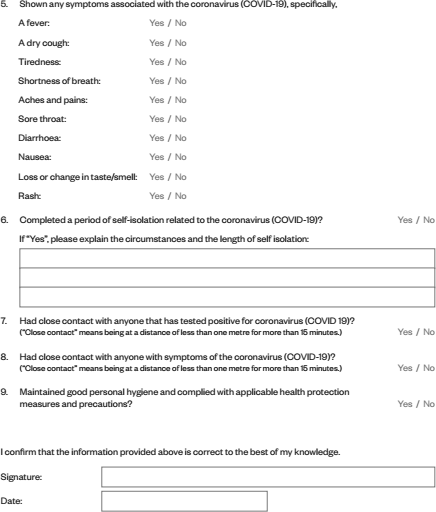 5. Shown any symptoms associated with the coronavirus (COVID-19), specifically,
A fever: Yes / No
A dry cough: Yes / No
Tiredness: Yes / No
Shortness of breath: Yes / No
Aches and pains: Yes / No
Sore throat: Yes / No
Diarrhoea: Yes / No
Nausea: Yes / No
Loss or change in taste/smell: Yes / No
Rash: Yes / No
6. Completed a period of self-isolation related to the coronavirus (COVID-19)? Yes / No
If "Yes", please explain the circumstances and the length of self isolation:
7. Had close contact with anyone that has tested positive for coronavirus (COVID 19)?
("Close contact" means being at a distance of less than one metre for more than 15 minutes.) Yes / No
8. Had close contact with anyone with symptoms of the coronavirus (COVID-19)?
("Close contact" means being at a distance of less than one metre for more than 15 minutes.) Yes / No
9. Maintained good personal hygiene and complied with applicable health protection
measures and precautions? Yes / No
I confirm that the information provided above is correct to the best of my knowledge.
Signature:
Date: